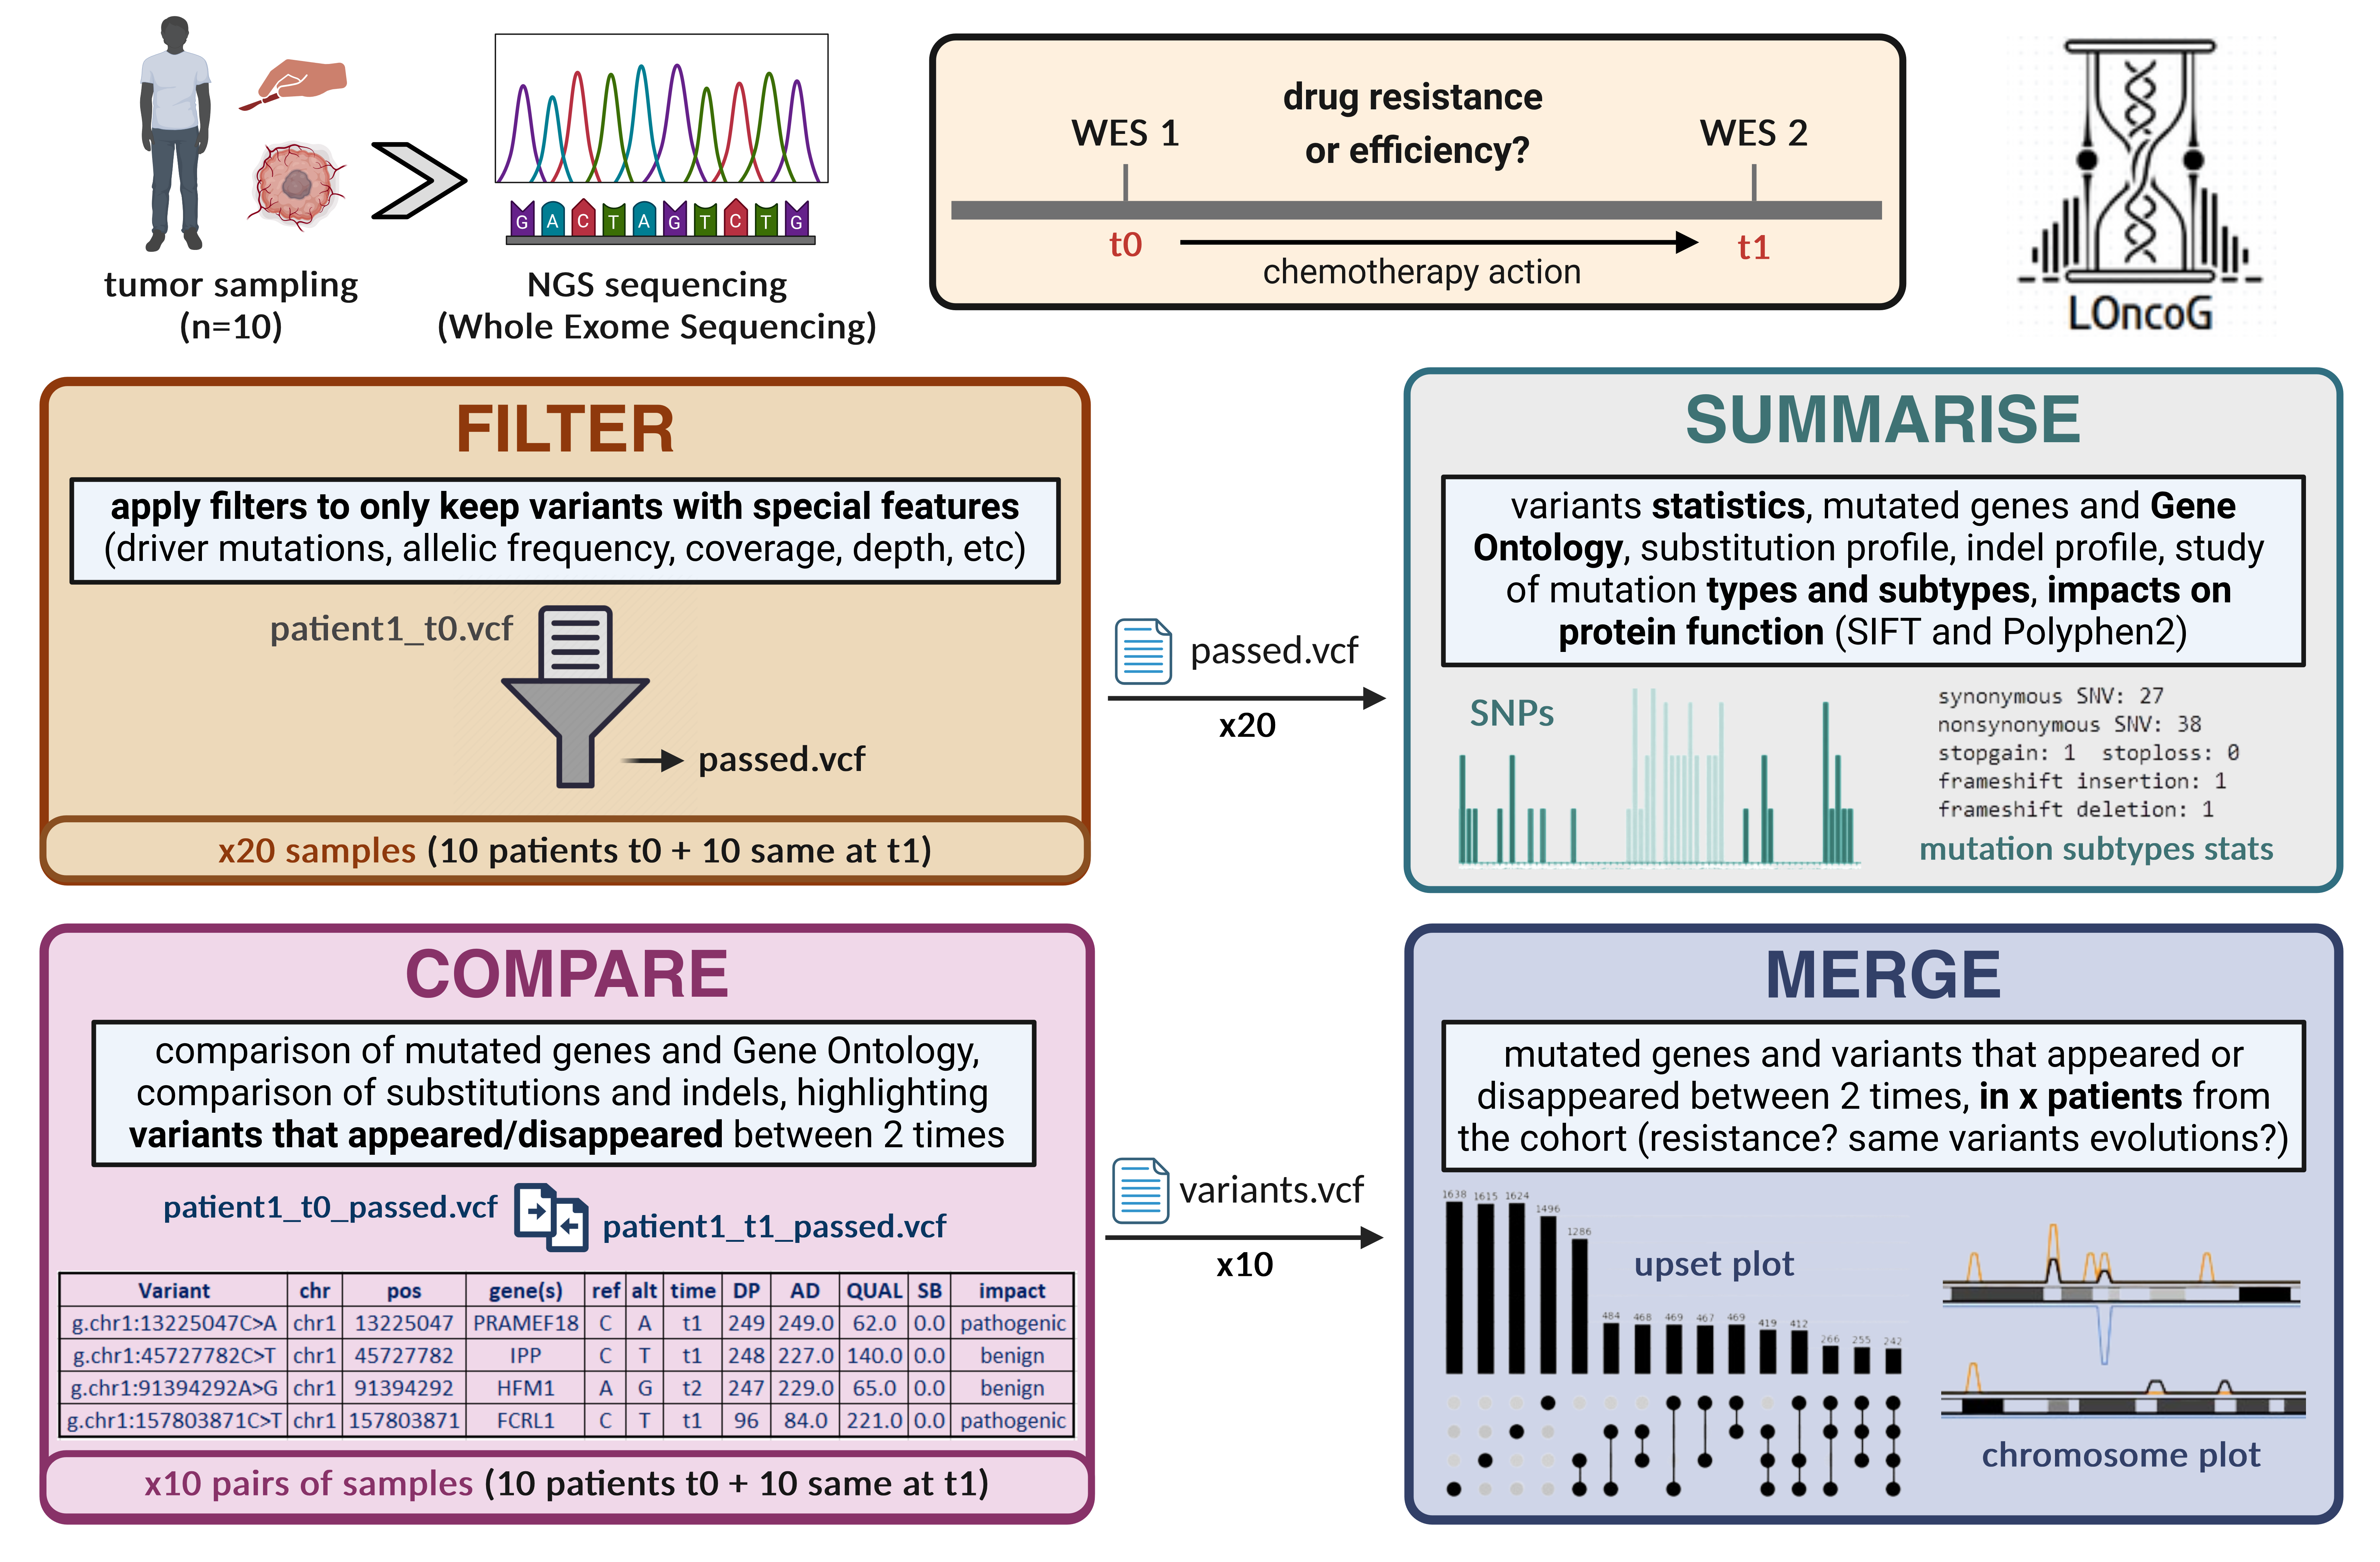 tumor sampling
(n=10)
G A C T A G T C T G
NGS sequencing
(Whole Exome Sequencing)
drug resistance
or efficiency?
WES 1
WES 2
t0
t1
chemotherapy action
LOncoG
FILTER
apply filters to only keep variants with special features
(driver mutations, allelic frequency, coverage, depth, etc)
patient1_t0.vcf
passed.vcf
x20 samples (10 patients t0 + 10 same at t1)
passed.vcf
x20
SUMMARISE
variants statistics, mutated genes and Gene
Ontology, substitution profile, indel profile, study
of mutation types and subtypes, impacts on
protein function (SIFT and Polyphen2)
SNPs
synonymous SNV: 27
nonsynonymous SNV: 38
stopgain: 1 stoploss: 0
frameshift insertion: 1
frameshift deletion: 1
mutation subtypes stats
COMPARE
comparison of mutated genes and Gene Ontology,
comparison of substitutions and indels, highlighting
variants that appeared/disappeared between 2 times
patient1_t0_passed.vcf
patient1_t1_passed.vcf
Variant chr pos gene(s) ref alt time DP AD QUAL SB impact
g.chr1:13225047C>A chr1 13225047 PRAMEF18 C A t1 249 249.0 62.0 0.0 pathogenic
g.chr1:45727782C>T chr1 45727782 IPP C T t1 248 227.0 140.0 0.0 benign
g.chr1:91394292A>G chr1 91394292 HFM1 A G t2 247 229.0 65.0 0.0 benign
g.chr1:157803871C>T chr1 157803871 FCRL1 C T t1 96 84.0 221.0 0.0 pathogenic
x10 pairs of samples (10 patients t0 + 10 same at t1)
variants.vcf
x10
MERGE
mutated genes and variants that appeared or
disappeared between 2 times, in x patients from
the cohort (resistance? same variants evolutions?)
1638 1615 1624 1496 1286 484 468 469 467 469 419 412 266 255 242
upset plot
chromosome plot